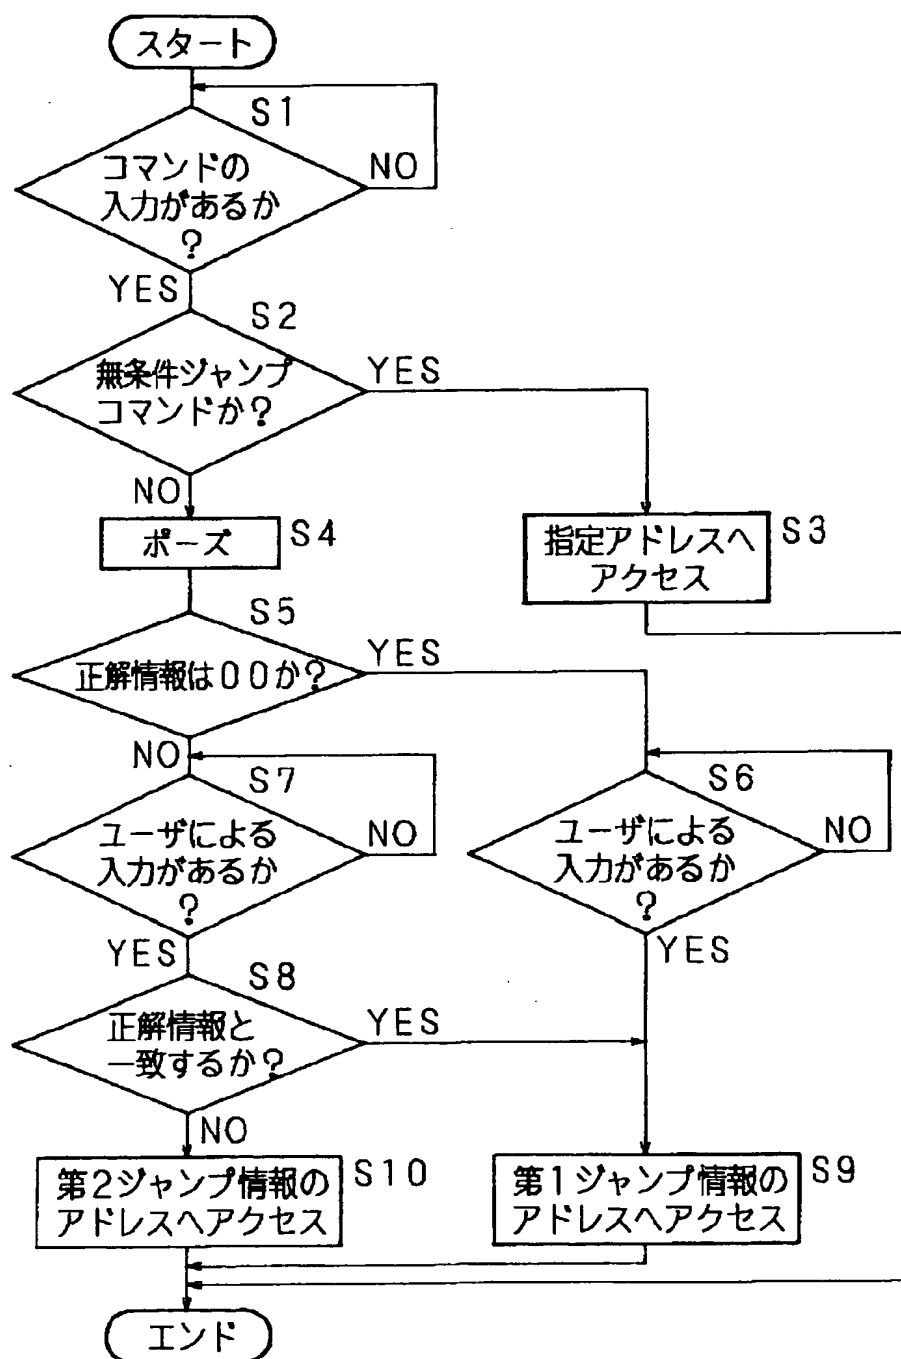 スタート
S1
コマンドの
入力があるか
?
NO
YES
S2
無条件ジャンプ
コマンドか?
YES
NO
ポーズ
S4
指定アドレスへ
アクセス
S3
S5
正解情報は00か?
YES
NO
S7
ユーザによる
入力があるか
?
NO
S6
ユーザによる
入力があるか
?
NO
YES
YES
S8
正解情報と
一致するか?
YES
NO
第2ジャンプ情報の
アドレスへアクセス
S10
第1ジャンプ情報の
アドレスへアクセス
S9
エンド